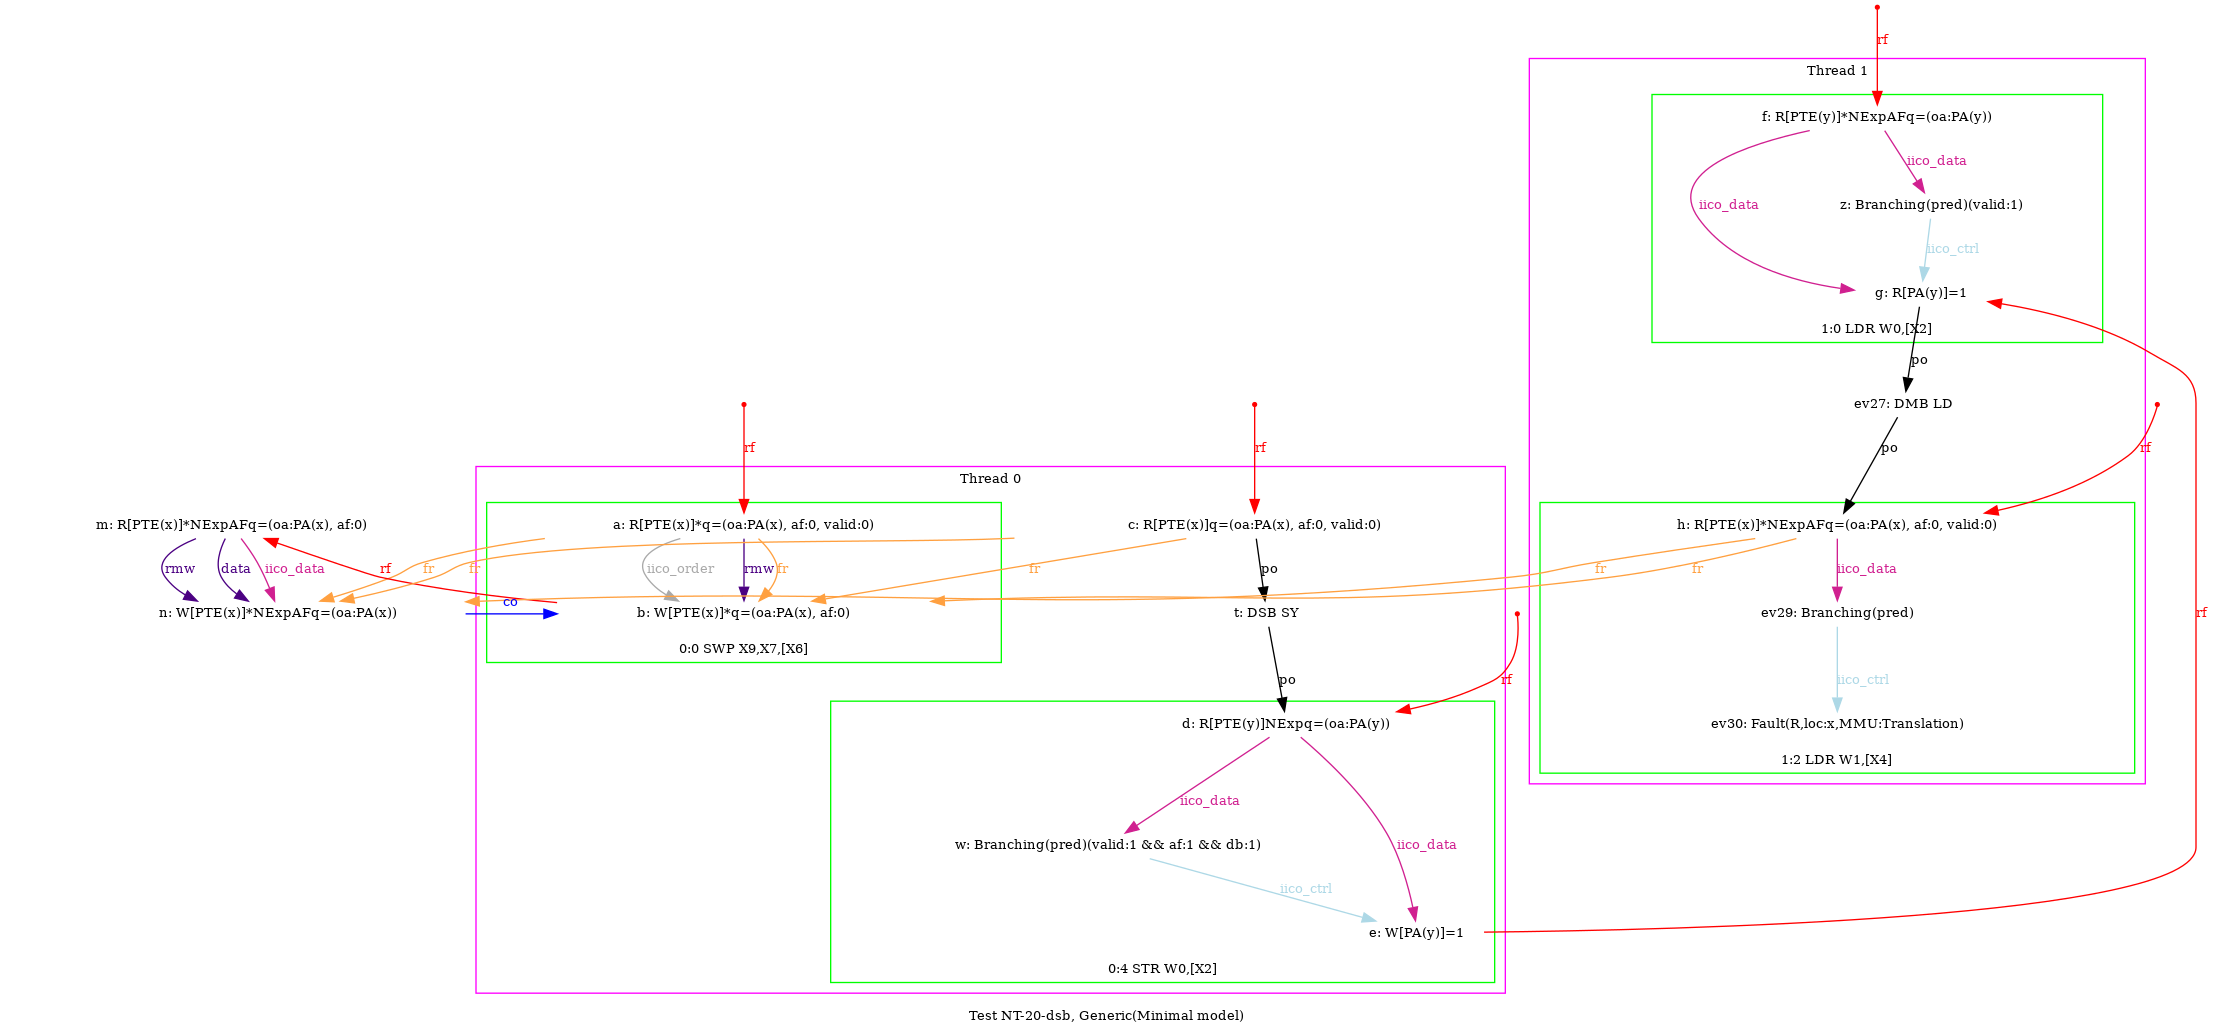 rf
Thread 1
f: R[PTE(y)]*NExpAFq=(oa:PA(y))
iico_data
z: Branching(pred)(valid:1)
iico_data
iico_ctrl
g: R[PA(y)]=1
1:0 LDR W0,[X2]
po
ev27: DMB LD
rf
rf
po
rf
Thread 0
m: R[PTE(x)]*NExpAFq=(oa:PA(x), af:0)
a: R[PTE(x)]*q=(oa:PA(x), af:0, valid:0)
c: R[PTE(x)]q=(oa:PA(x), af:0, valid:0)
h: R[PTE(x)]*NExpAFq=(oa:PA(x), af:0, valid:0)
rmw
data
iico_data
rf
fr
fr
iico_order
rmw
fr
fr
po
fr
fr
iico_data
co
n: W[PTE(x)]*NExpAFq=(oa:PA(x))
b: W[PTE(x)]*q=(oa:PA(x), af:0)
t: DSB SY
ev29: Branching(pred)
rf
0:0 SWP X9,X7,[X6]
po
rf
iico_ctrl
d: R[PTE(y)]NExpq=(oa:PA(y))
ev30: Fault(R,loc:x,MMU:Translation)
1:2 LDR W1,[X4]
iico_data
iico_data
w: Branching(pred)(valid:1 && af:1 && db:1)
iico_ctrl
e: W[PA(y)]=1
0:4 STR W0,[X2]
Test NT-20-dsb, Generic(Minimal model)